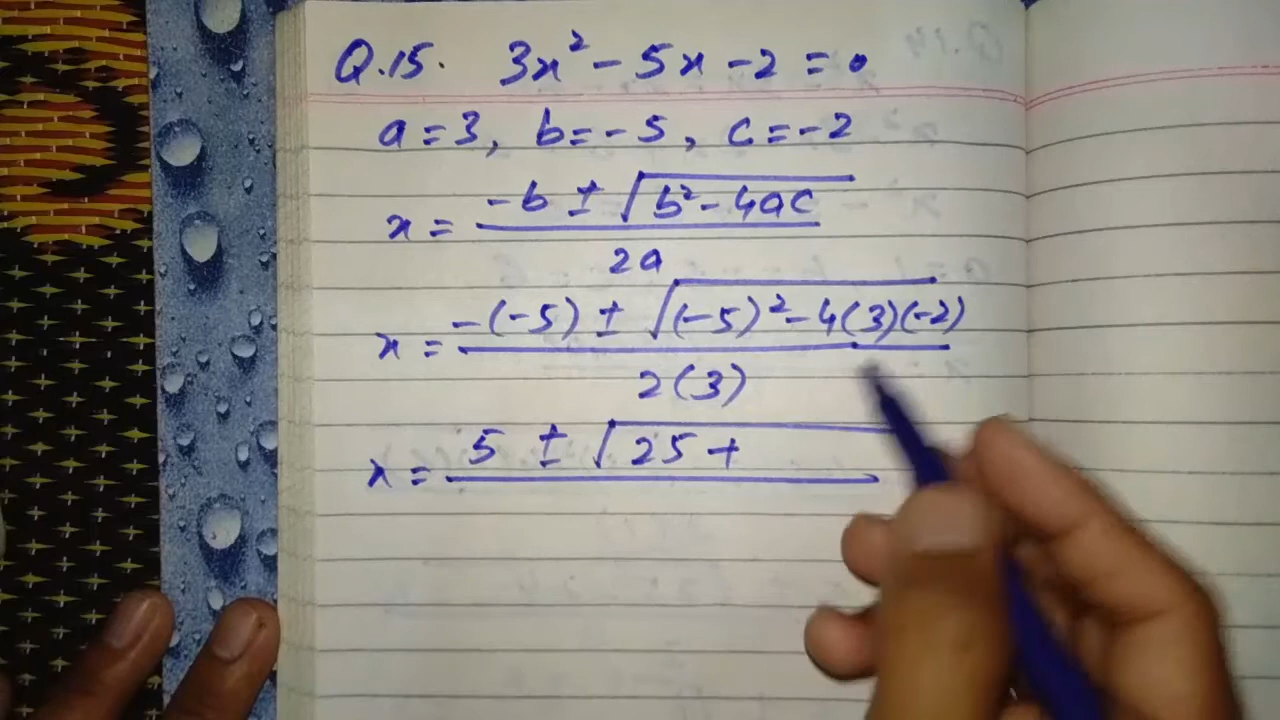 Q.15. 3x² - 5x - 2 = 0
a = 3, b = -5, c = -2
x = -b ± √b² - 4ac
2a
x = -(-5) ± √(-5)² - 4(3)(-2)
2(3)
x = 5 ± √25 +